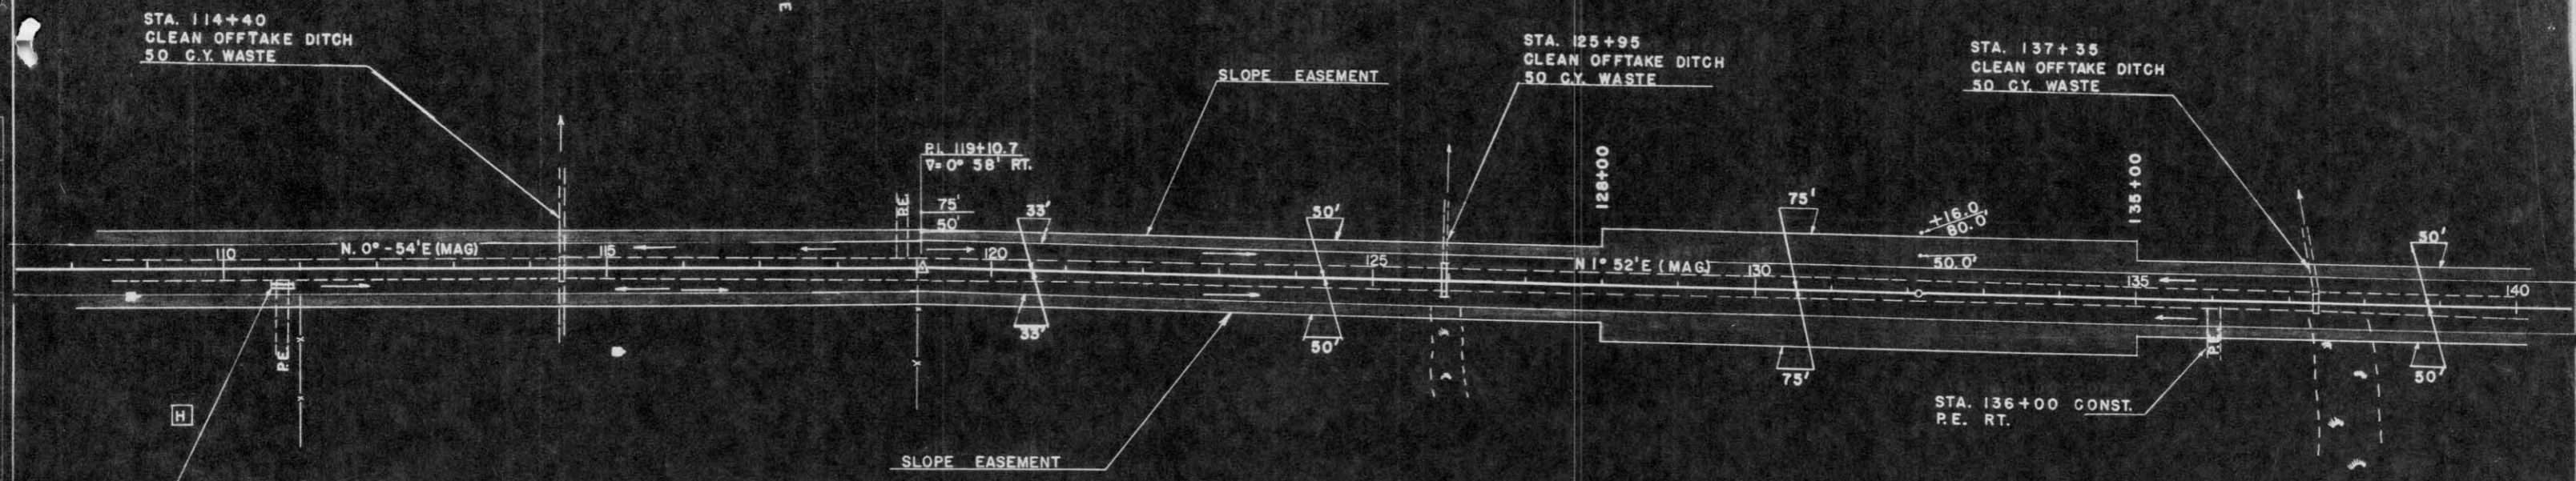 STA. 114+40
CLEAN OFFTAKE DITCH
50 C.Y. WASTE
SLOPE EASEMENT
STA. 125+95
CLEAN OFFTAKE DITCH
50 C.Y. WASTE
STA. 137+35
CLEAN OFFTAKE DITCH
50 CY. WASTE
P.I. 119+10.7
∇= 0° 58' RT.
P.E.
75'
50'
33'
50'
128+00
75'
+16.0
80.0'
50.0'
135+00
50'
N. 0° - 54'E (MAG)
110
115
120
125
N 1° 52'E (MAG)
130
135
140
P.E.
33'
50'
75'
P.E.
50'
H
STA. 136+00 CONST.
P.E. RT.
SLOPE EASEMENT